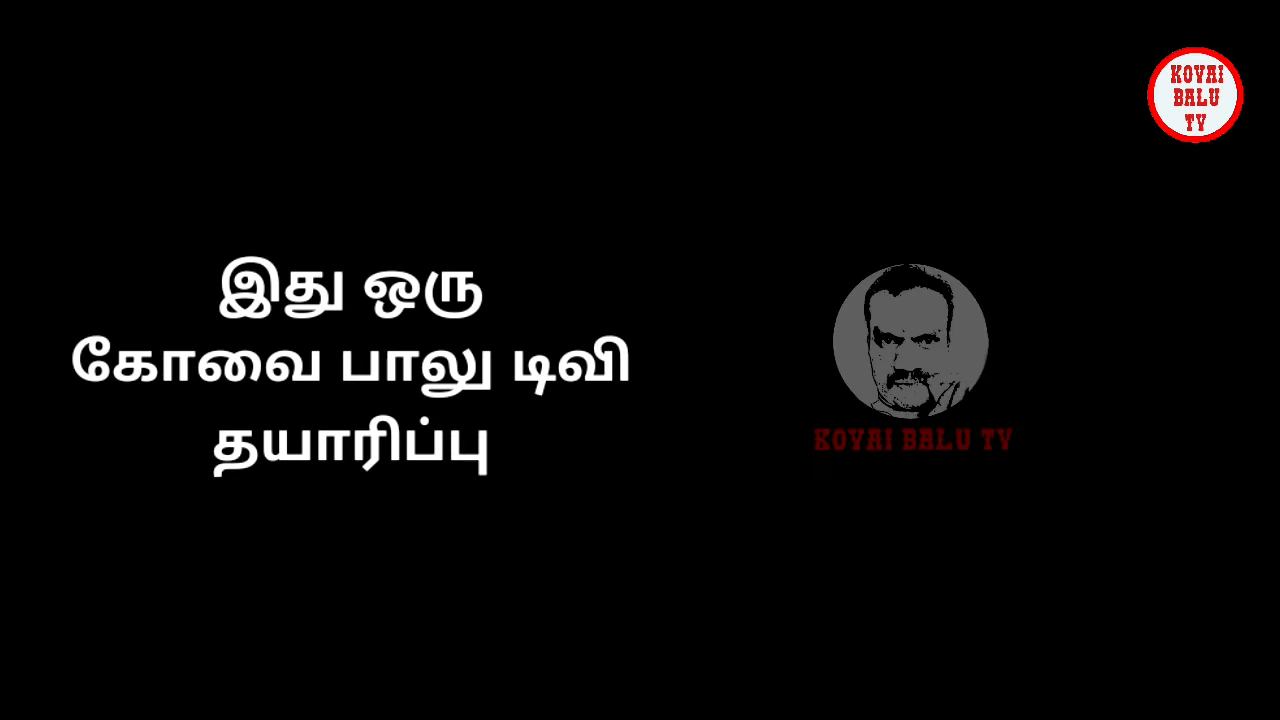 KOVAI
BALU
TV
இது ஒரு
கோவை பாலு டிவி
தயாரிப்பு
KOVAI BALU TV